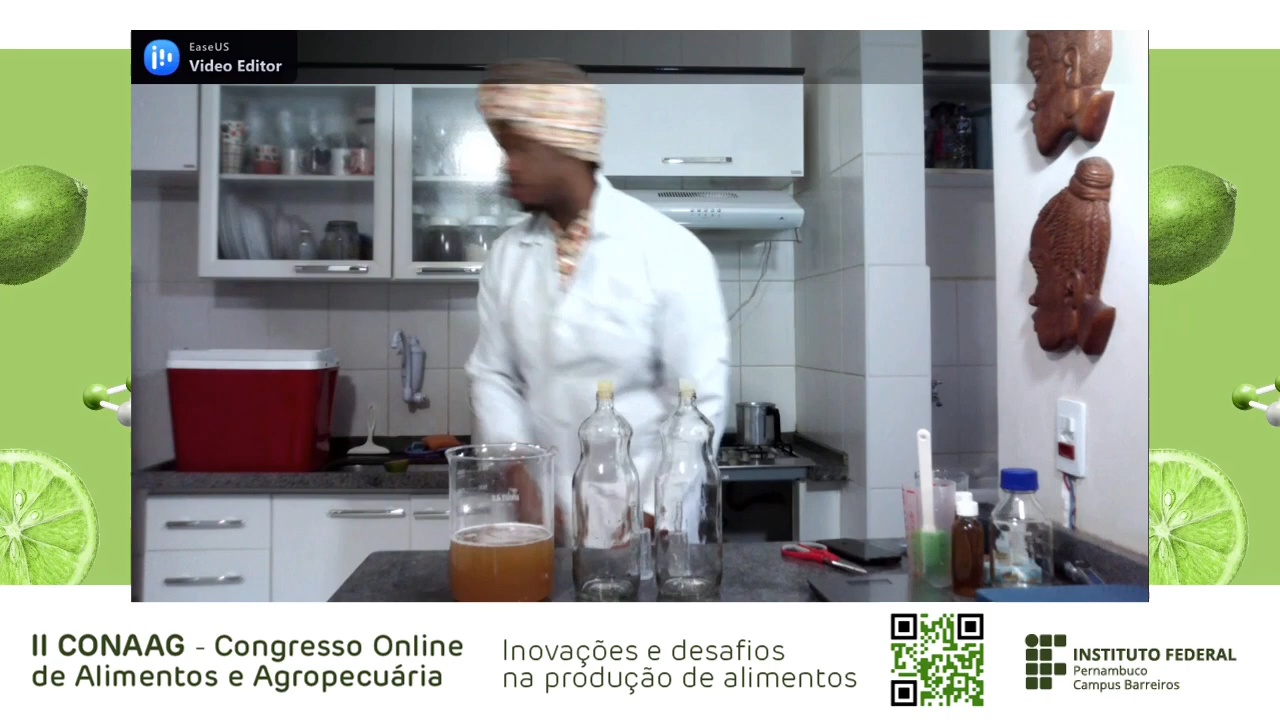 EaseUS
Video Editor
II CONAAG - Congresso Online
de Alimentos e Agropecuária
Inovações e desafios
na produção de alimentos
INSTITUTO FEDERAL
Pernambuco
Campus Barreiros